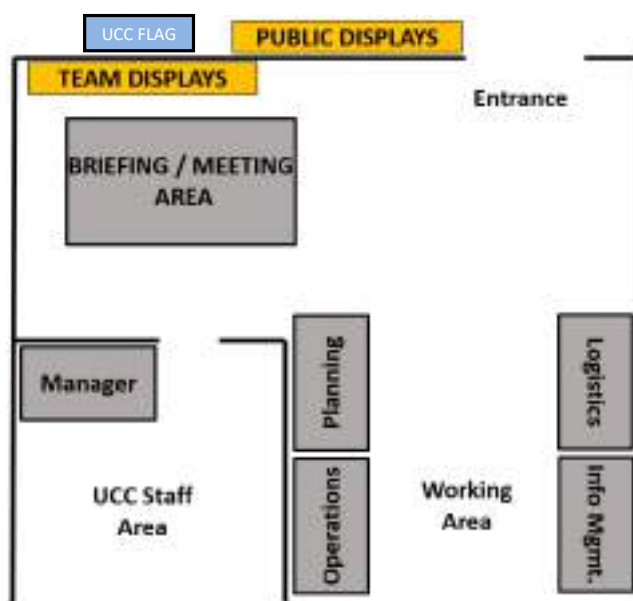 UCC FLAG
PUBLIC DISPLAYS
TEAM DISPLAYS
Entrance
BRIEFING / MEETING
AREA
Manager
Planning
Logistics
UCC Staff
Area
Operations
Working
Area
Info Mgmt.